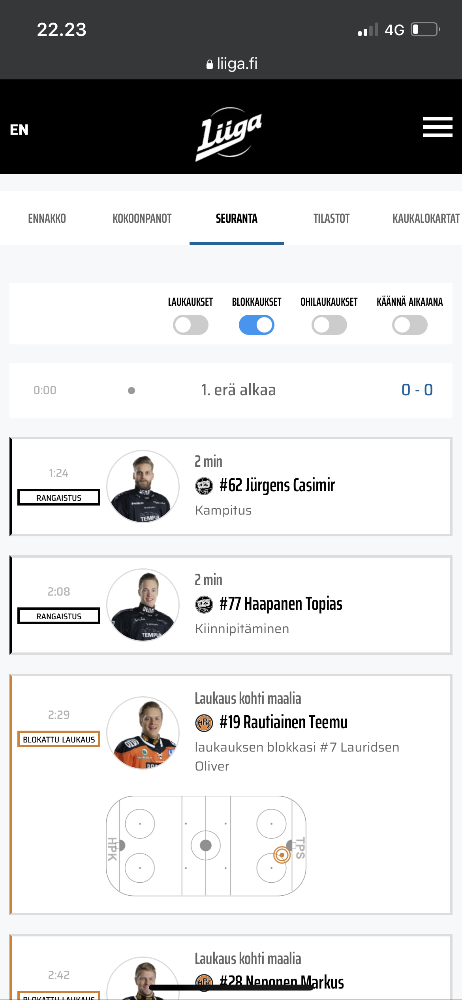 22.23
4G
liiga.fi
EN
Liiga
ENNAKKO
KOKOONPANOT
SEURANTA
TILASTOT
KAUKALOKARTAT
LAUKAUKSET
BLOKKAUKSET
OHILAUKAUKSET
KÄÄNNÄ AIKAJANA
0:00
1. erä alkaa
0 - 0
2 min
1:24
#62 Jürgens Casimir
RANGAISTUS
Kampitus
2 min
2:08
#77 Haapanen Topias
RANGAISTUS
Kiinnipitäminen
Laukaus kohti maalia
2:29
#19 Rautiainen Teemu
BLOKATTU LAUKAUS
laukauksen blokkasi #7 Lauridsen
Oliver
HPK
TPS
Laukaus kohti maalia
2:42
#28 Nenonen Markus
BLOKATTU LAUKAUS